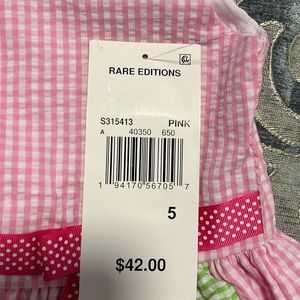 RARE EDITIONS
S315413 PINK
A 40350 650
1 94170 56705 7
5
$42.00